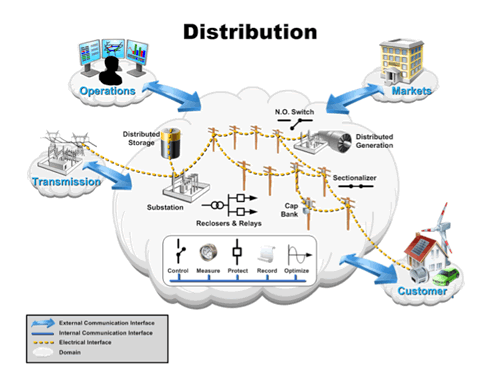 Distribution
Operations
Markets
N.O. Switch
Distributed
Storage
Distributed
Generation
Transmission
Sectionalizer
Substation
Reclosers & Relays
Cap
Bank
Control
Measure
Protect
Record
Optimize
Customer
External Communication Interface
Internal Communication Interface
Electrical Interface
Domain